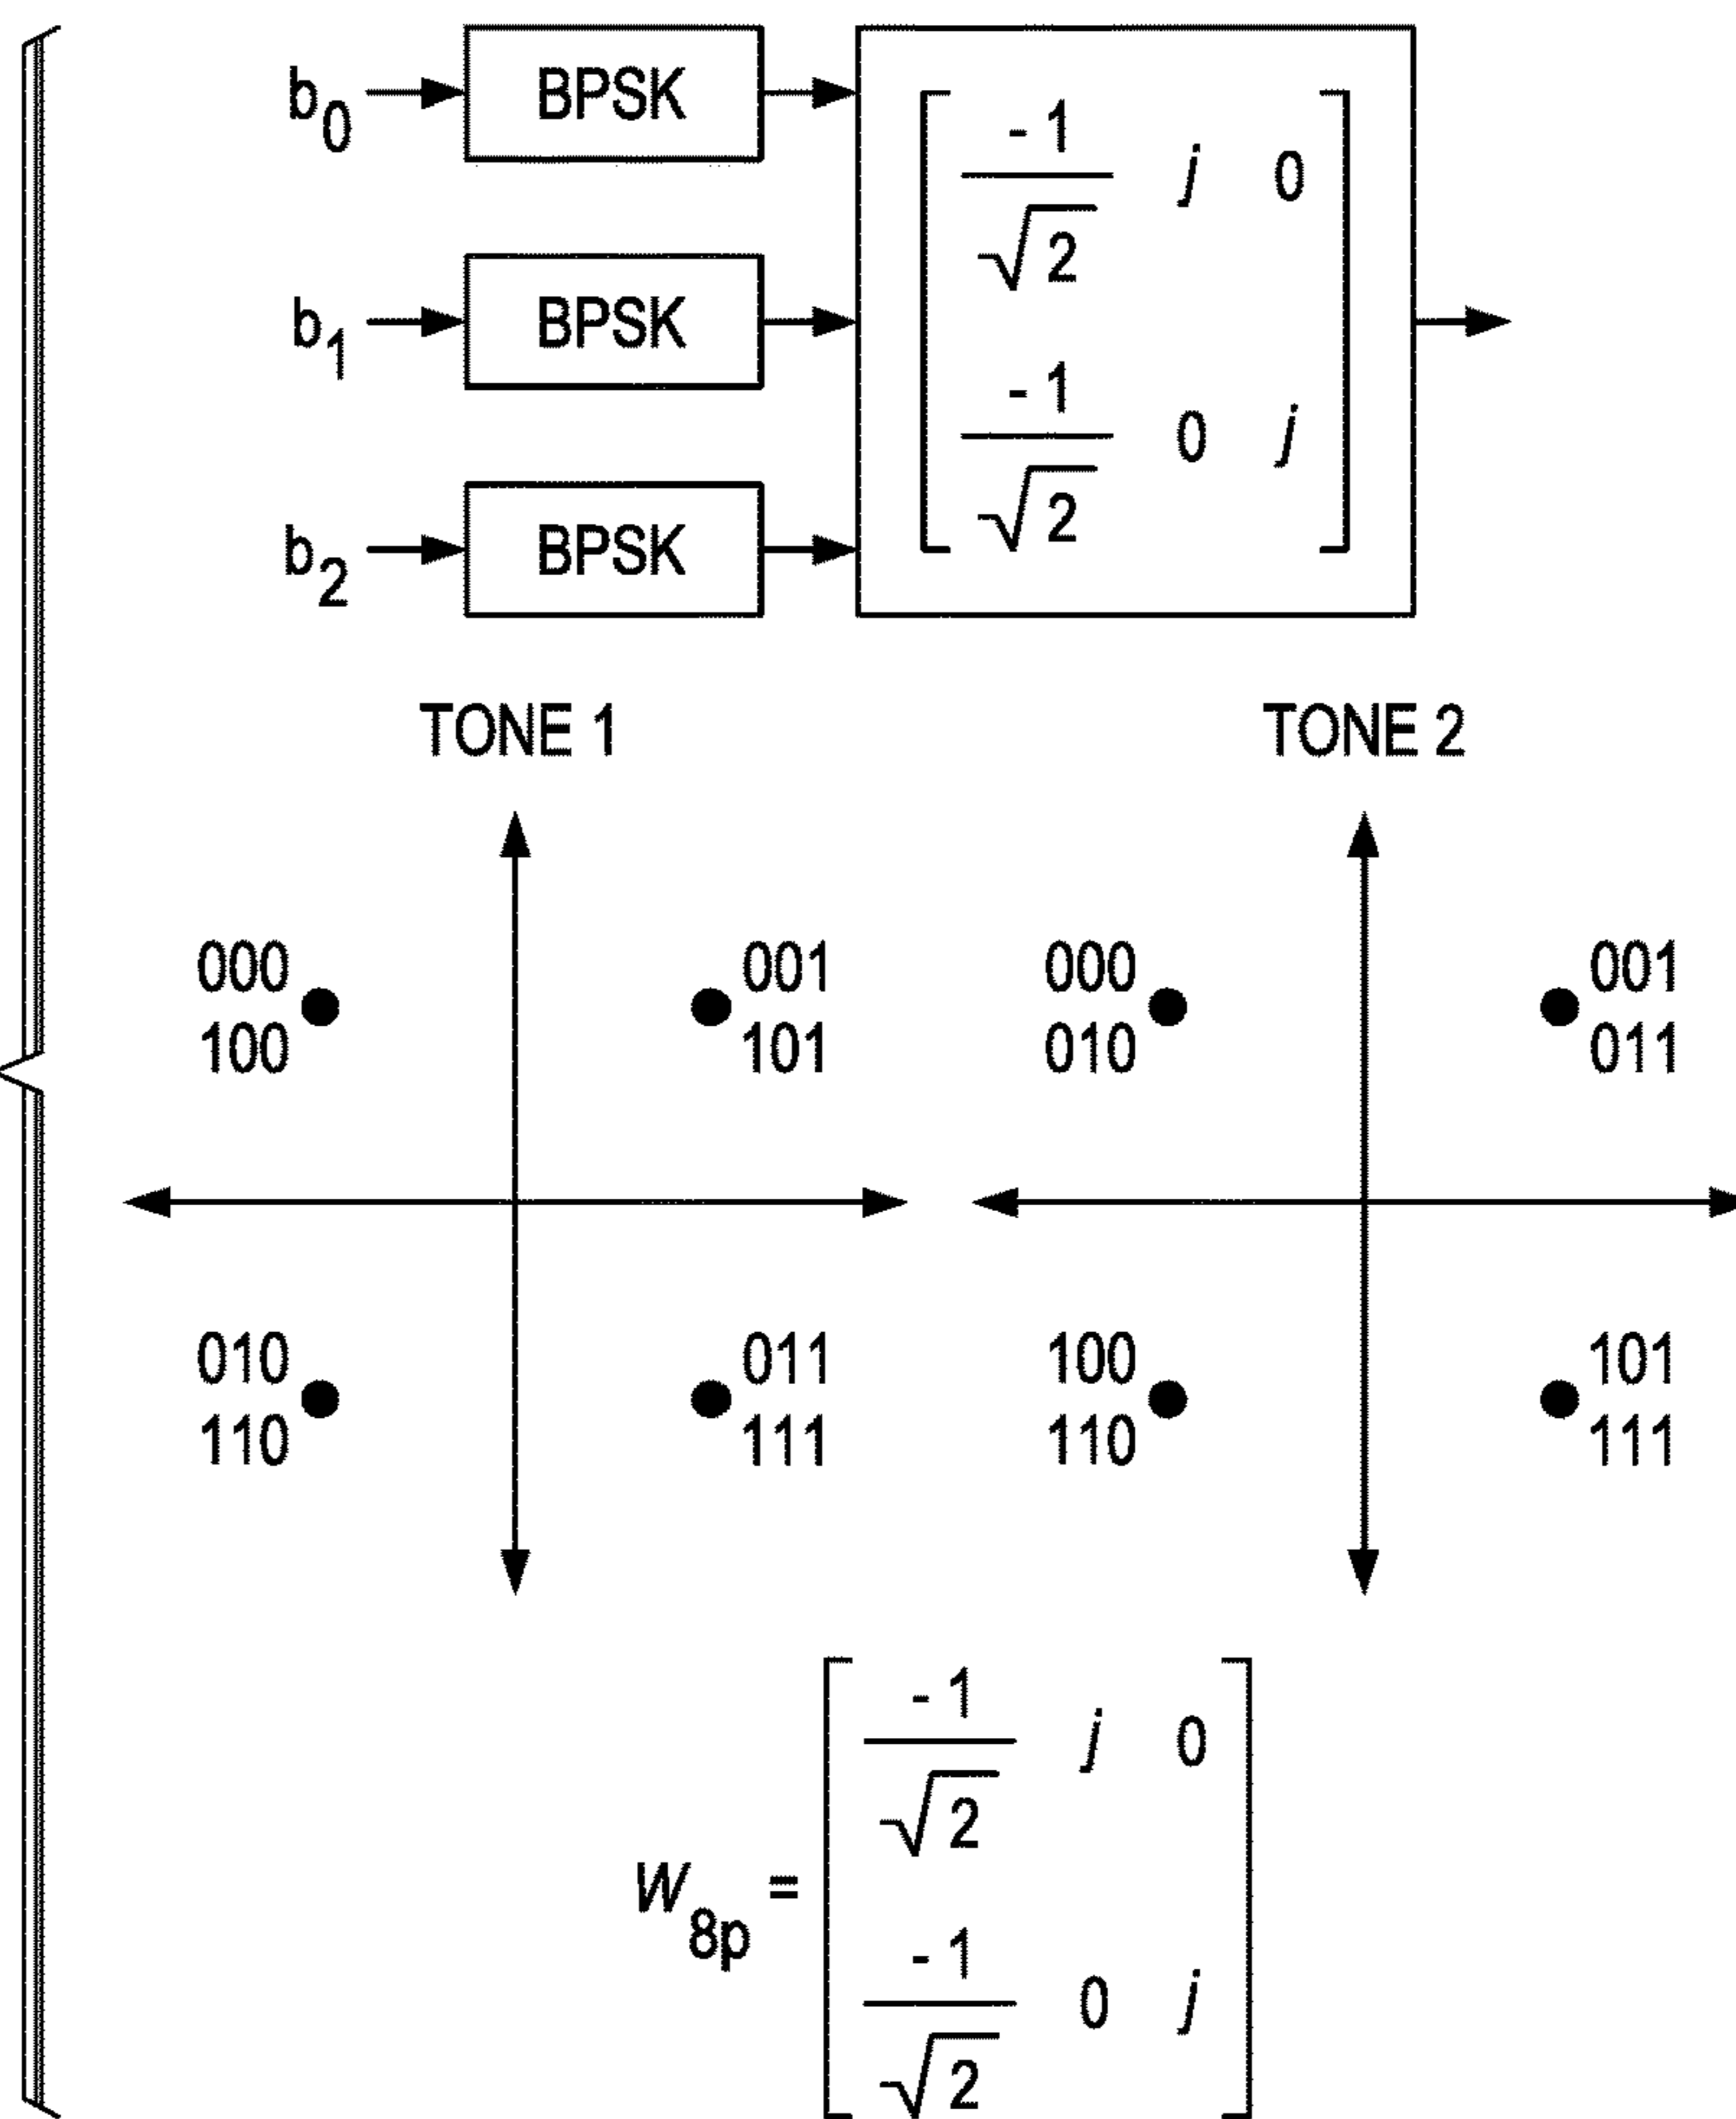 b0 BPSK
b1 BPSK
b2 BPSK
-1 j 0
√2
-1 0 j
√2
TONE 1 TONE 2
000 001 000 001
100 101 010 011
010 011 100 101
110 111 110 111
-1 j 0
√2
W8p =
-1 0 j
√2